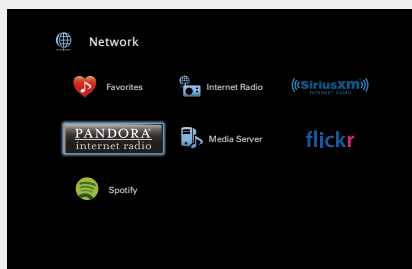 Network
Favorites
Internet Radio
((SiriusXM))
INTERNET RADIO
PANDORA®
internet radio
Media Server
flickr
Spotify